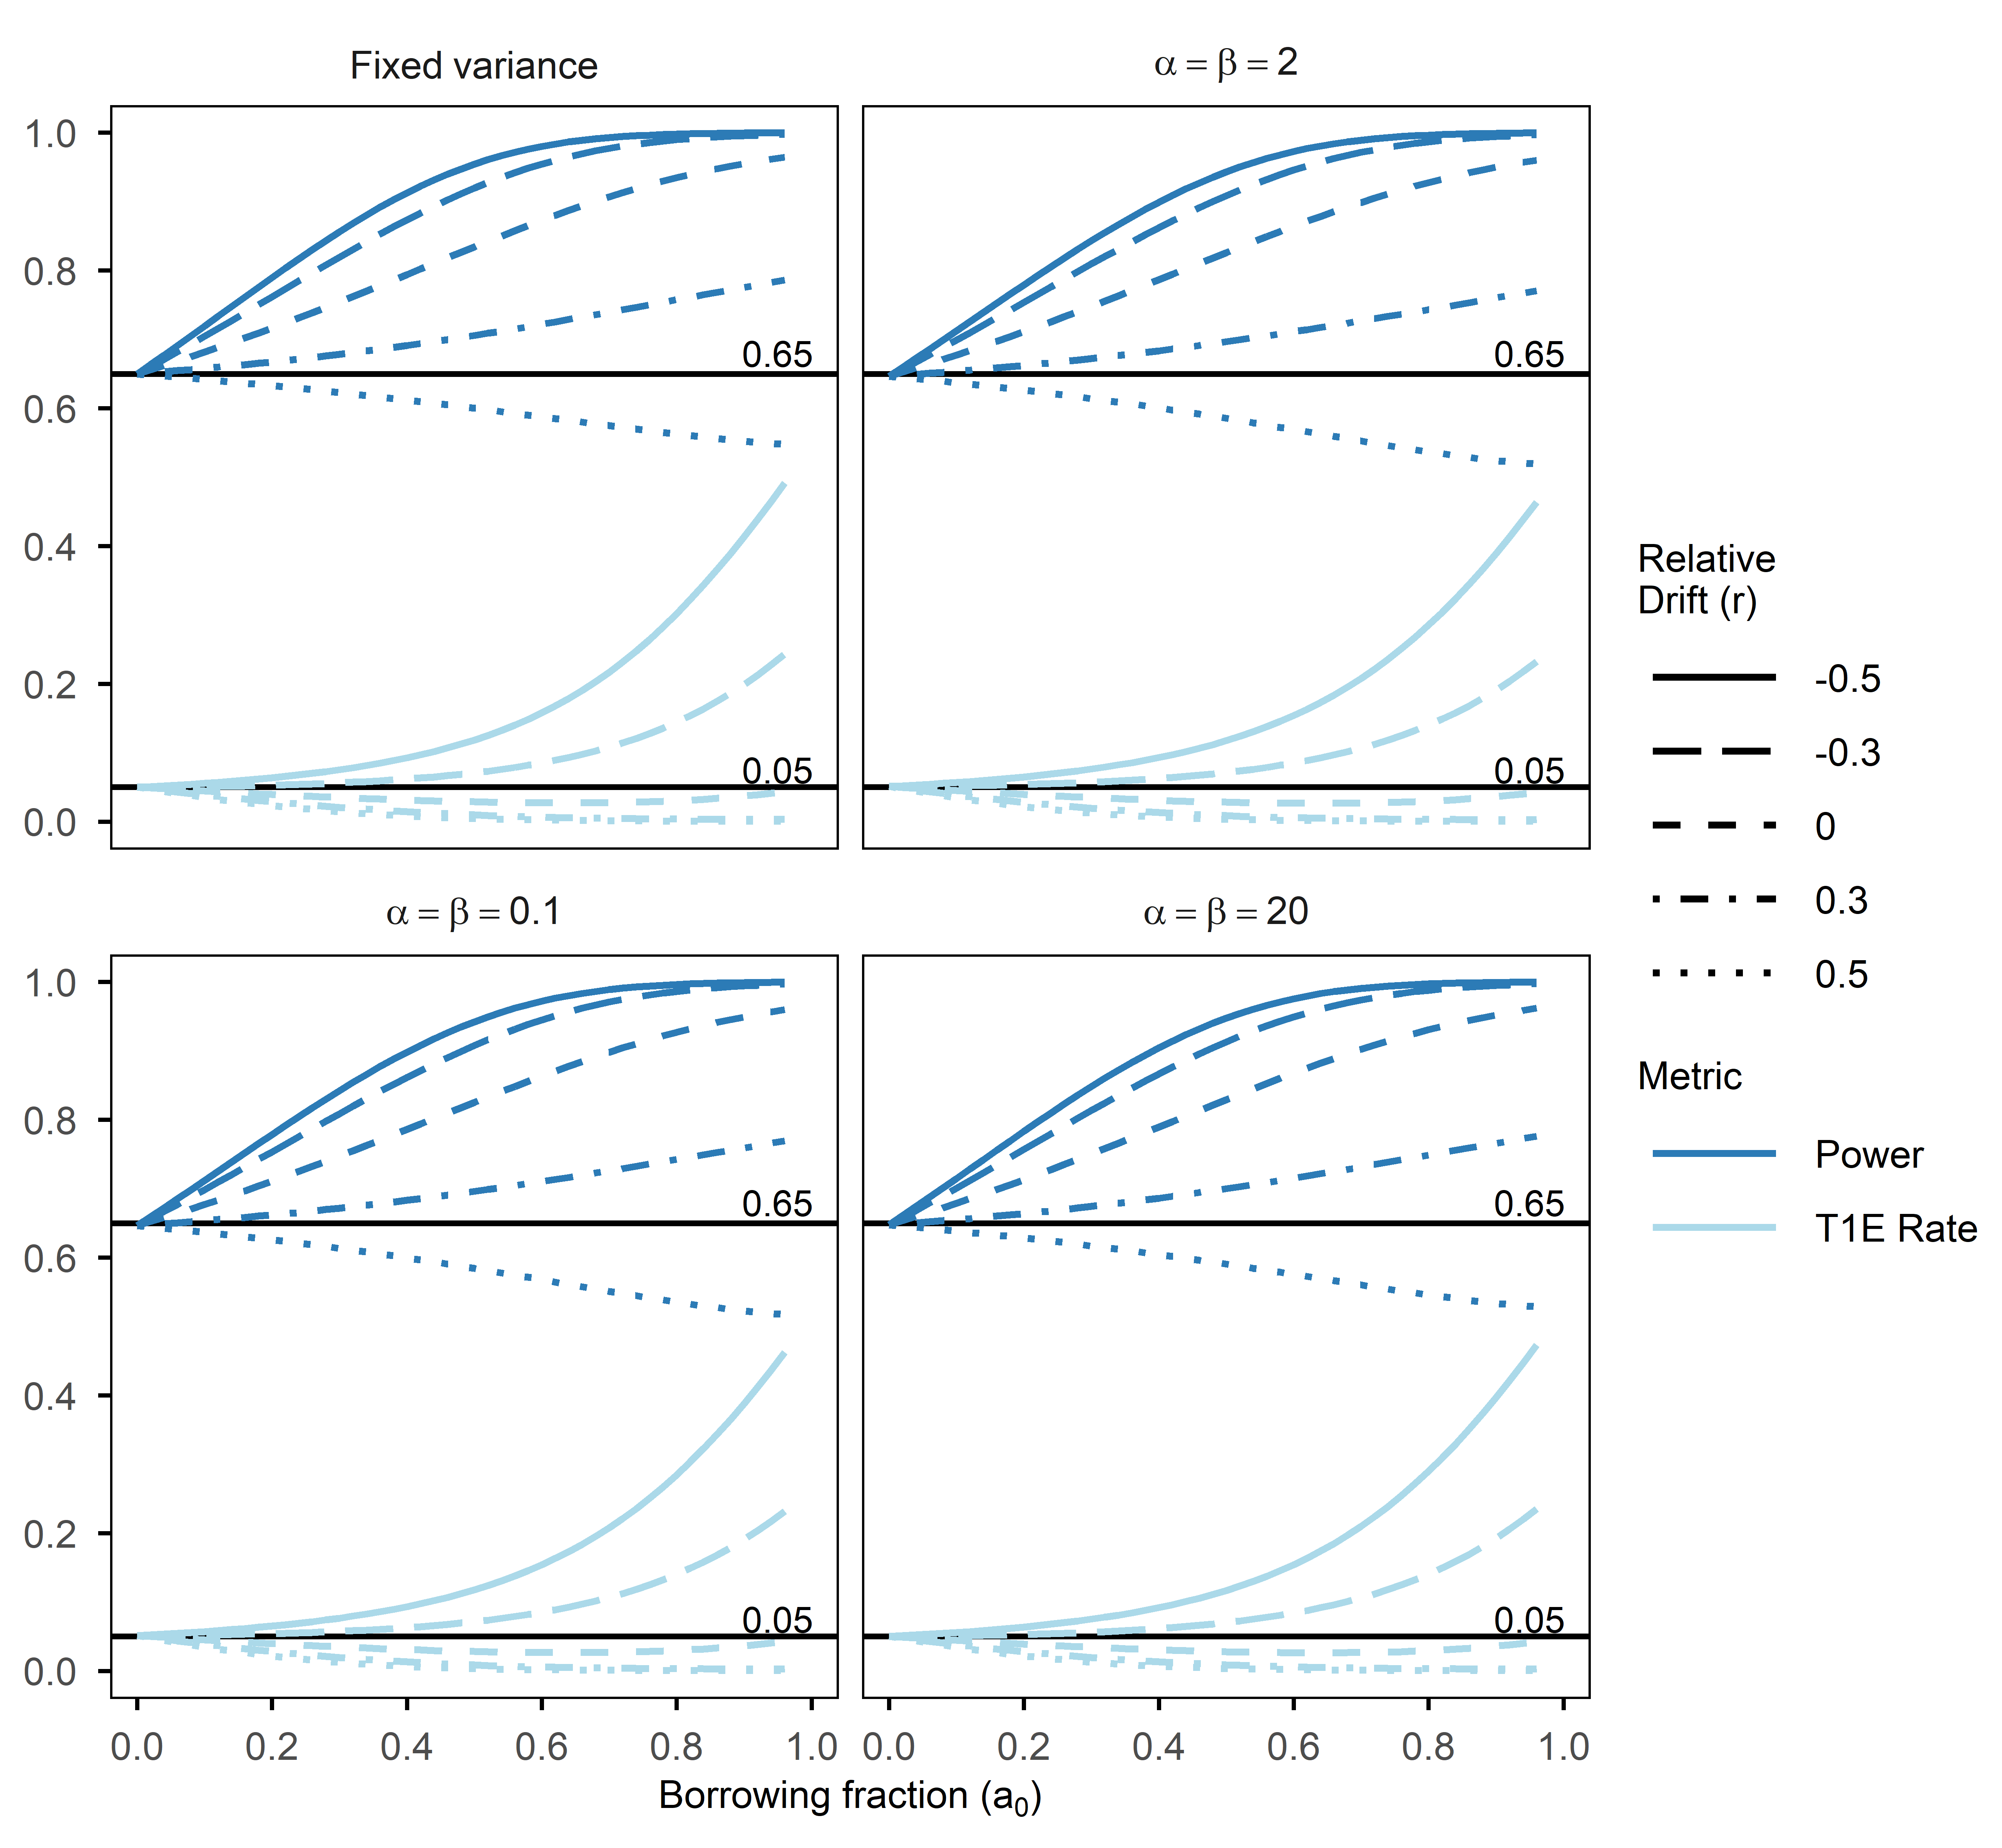 Fixed variance
α = β = 2
1.0
0.8
0.6
0.4
0.2
0.0
0.65
0.05
0.65
0.05
α = β = 0.1
α = β = 20
1.0
0.8
0.6
0.4
0.2
0.0
0.65
0.05
0.65
0.05
0.0 0.2 0.4 0.6 0.8 1.0
0.0 0.2 0.4 0.6 0.8 1.0
Borrowing fraction (a₀)
Relative
Drift (r)
-0.5
-0.3
0
0.3
0.5
Metric
Power
T1E Rate